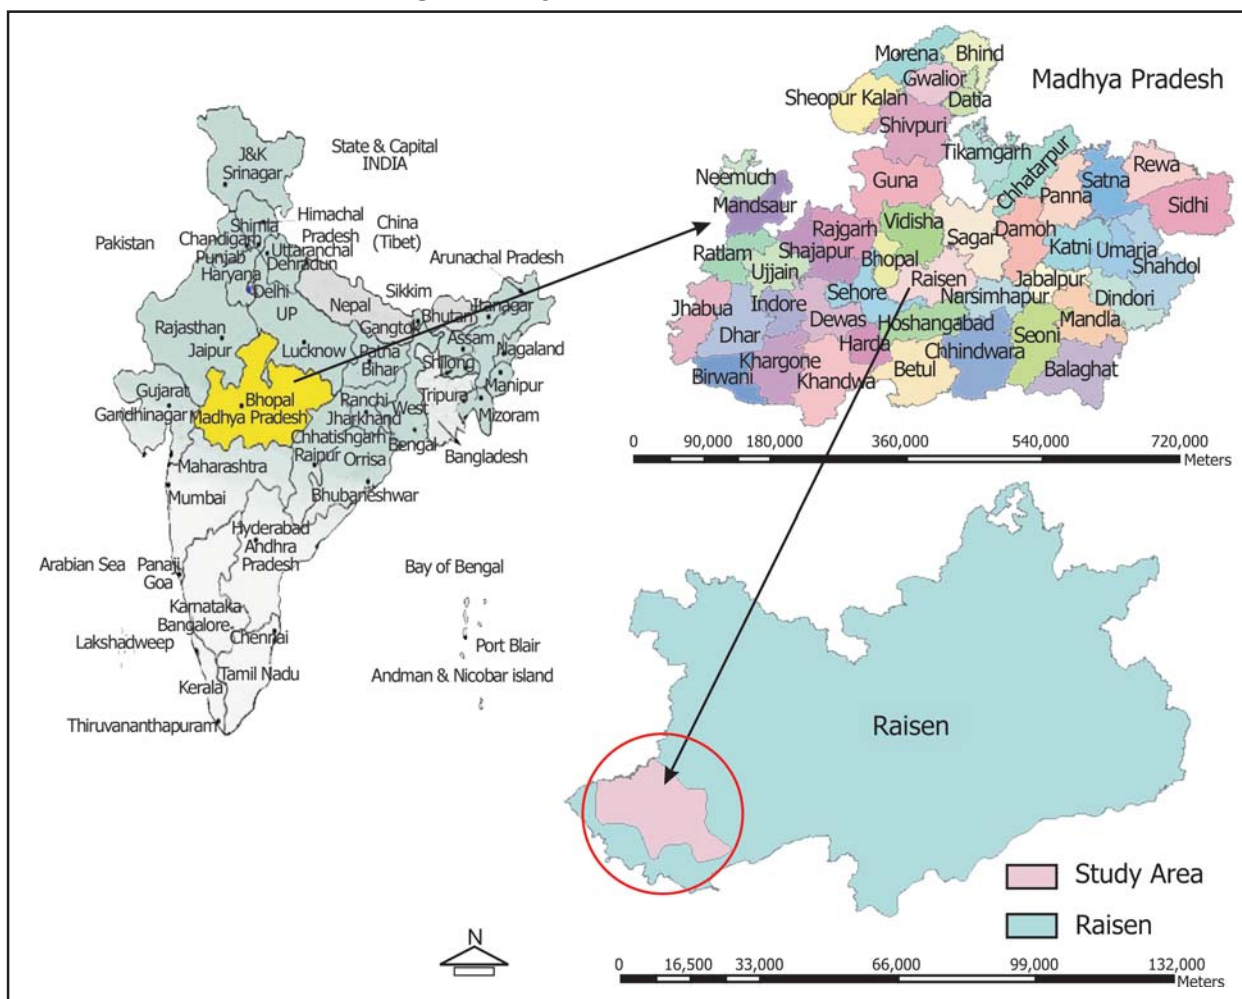 State & Capital
INDIA
J&K
Srinagar
Himachal
Pradesh
Shimla
Chandigarh
Punjab
Uttaranchal
Dehradun
Haryana
Delhi
Pakistan
China
(Tibet)
Arunachal Pradesh
Nepal
Sikkim
Bhutam
Itanagar
Gangtok
UP
Rajasthan
Jaipur
Lucknow
Patna
Bihar
Assam
Shilong
Nagaland
Manipur
Tripura
Mizoram
Gujarat
Gandhinagar
Bhopal
Madhya Pradesh
Ranchi
Jharkhand
West
Bengal
Chhatishgarh
Raipur
Orrisa
Bangladesh
Maharashtra
Mumbai
Bhubaneshwar
Hyderabad
Andhra
Pradesh
Arabian Sea
Panaji
Goa
Bay of Bengal
Karnataka
Bangalore
Chennai
Lakshadweep
Port Blair
Tamil Nadu
Andman & Nicobar island
Kerala
Thiruvananthapuram
N
Madhya Pradesh
Morena
Bhind
Gwalior
Sheopur Kalan
Datia
Shivpuri
Tikamgarh
Chhatarpur
Rewa
Neemuch
Guna
Panna
Satna
Mandsaur
Sidhi
Rajgarh
Vidisha
Sagar
Damoh
Ratlam
Shajapur
Bhopal
Katni
Umaria
Ujjain
Raisen
Jabalpur
Shahdol
Jhabua
Indore
Sehore
Narsimhapur
Dindori
Dewas
Hoshangabad
Seoni
Mandla
Dhar
Harda
Chhindwara
Khargone
Betul
Balaghat
Birwani
Khandwa
0 90,000 180,000 360,000 540,000 720,000
Meters
Raisen
Study Area
Raisen
0 16,500 33,000 66,000 99,000 132,000
Meters